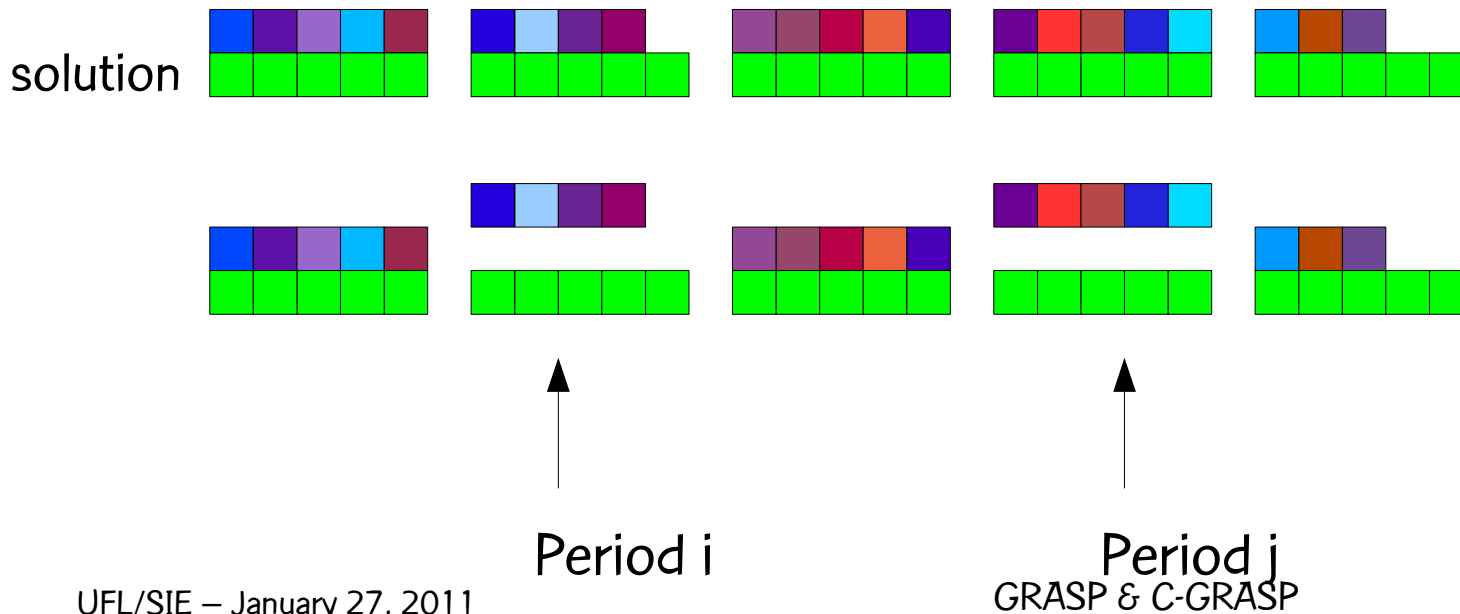 solution
Period i
Period j
UFL/SIE – January 27, 2011
GRASP & C-GRASP